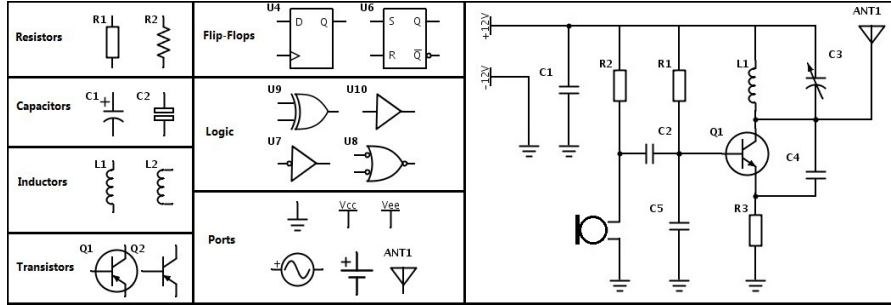 Resistors
R1
R2
Capacitors
C1
+
C2
Inductors
L1
L2
Transistors
Q1
Q2
Flip-Flops
U4
D Q
U6
S Q
R Q̅
Logic
U9
U10
U7
U8
Ports
Vcc
Vee
+
+
ANT1
+12V
-12V
C1
R2
R1
L1
C3
ANT1
C2
Q1
C4
C5
R3